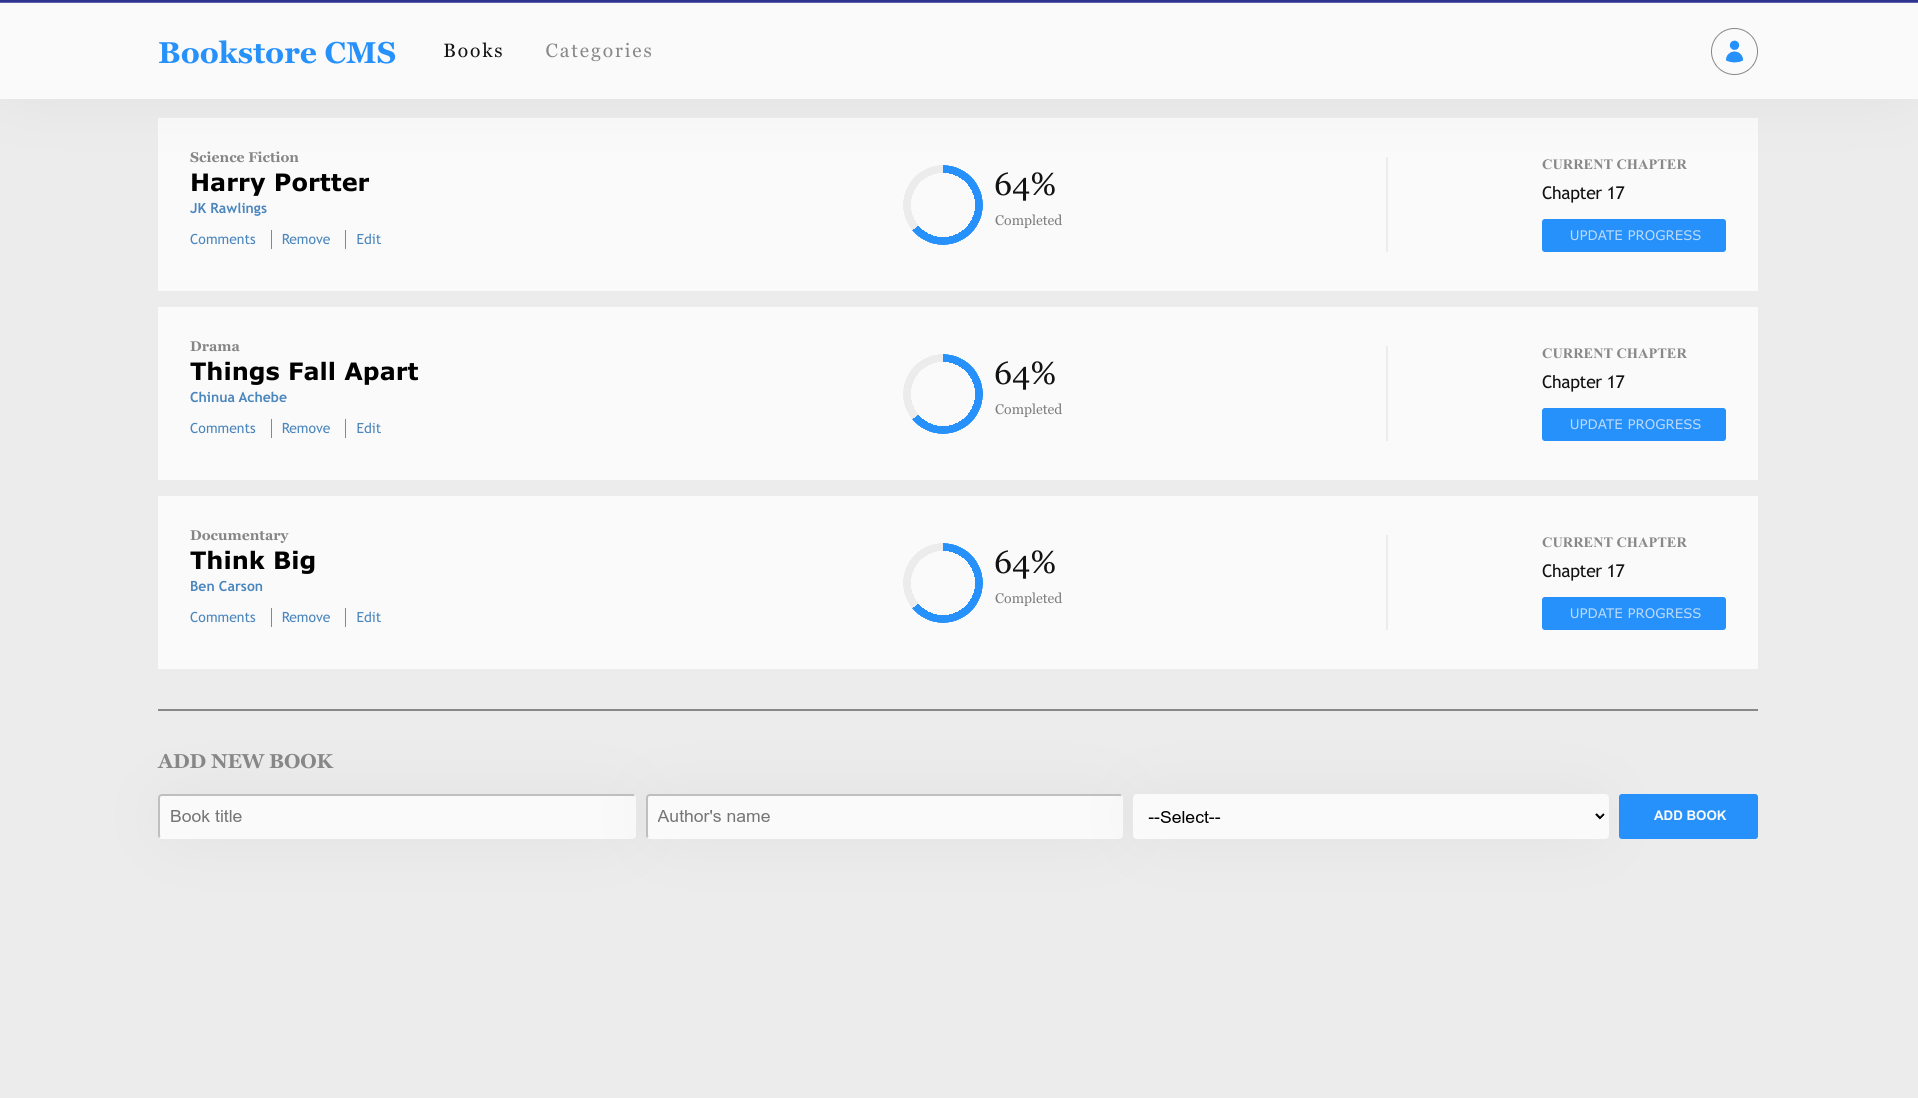 Bookstore CMS Books Categories
Science Fiction
Harry Portter
JK Rawlings
Comments Remove Edit
64%
Completed
CURRENT CHAPTER
Chapter 17
UPDATE PROGRESS
Drama
Things Fall Apart
Chinua Achebe
Comments Remove Edit
64%
Completed
CURRENT CHAPTER
Chapter 17
UPDATE PROGRESS
Documentary
Think Big
Ben Carson
Comments Remove Edit
64%
Completed
CURRENT CHAPTER
Chapter 17
UPDATE PROGRESS
ADD NEW BOOK
Book title Author's name --Select-- ADD BOOK